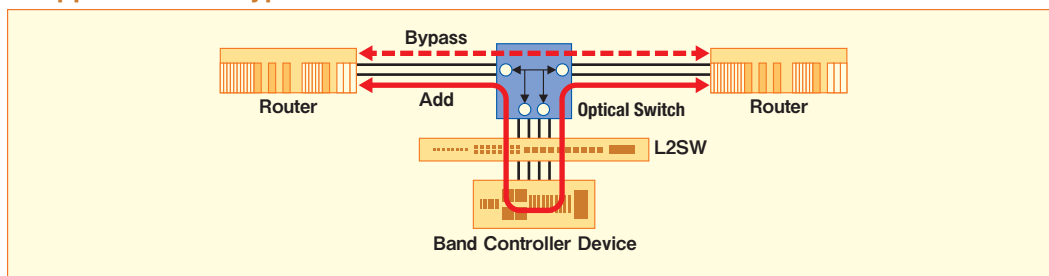 Bypass
Router
Add
Optical Switch
Router
L2SW
Band Controller Device